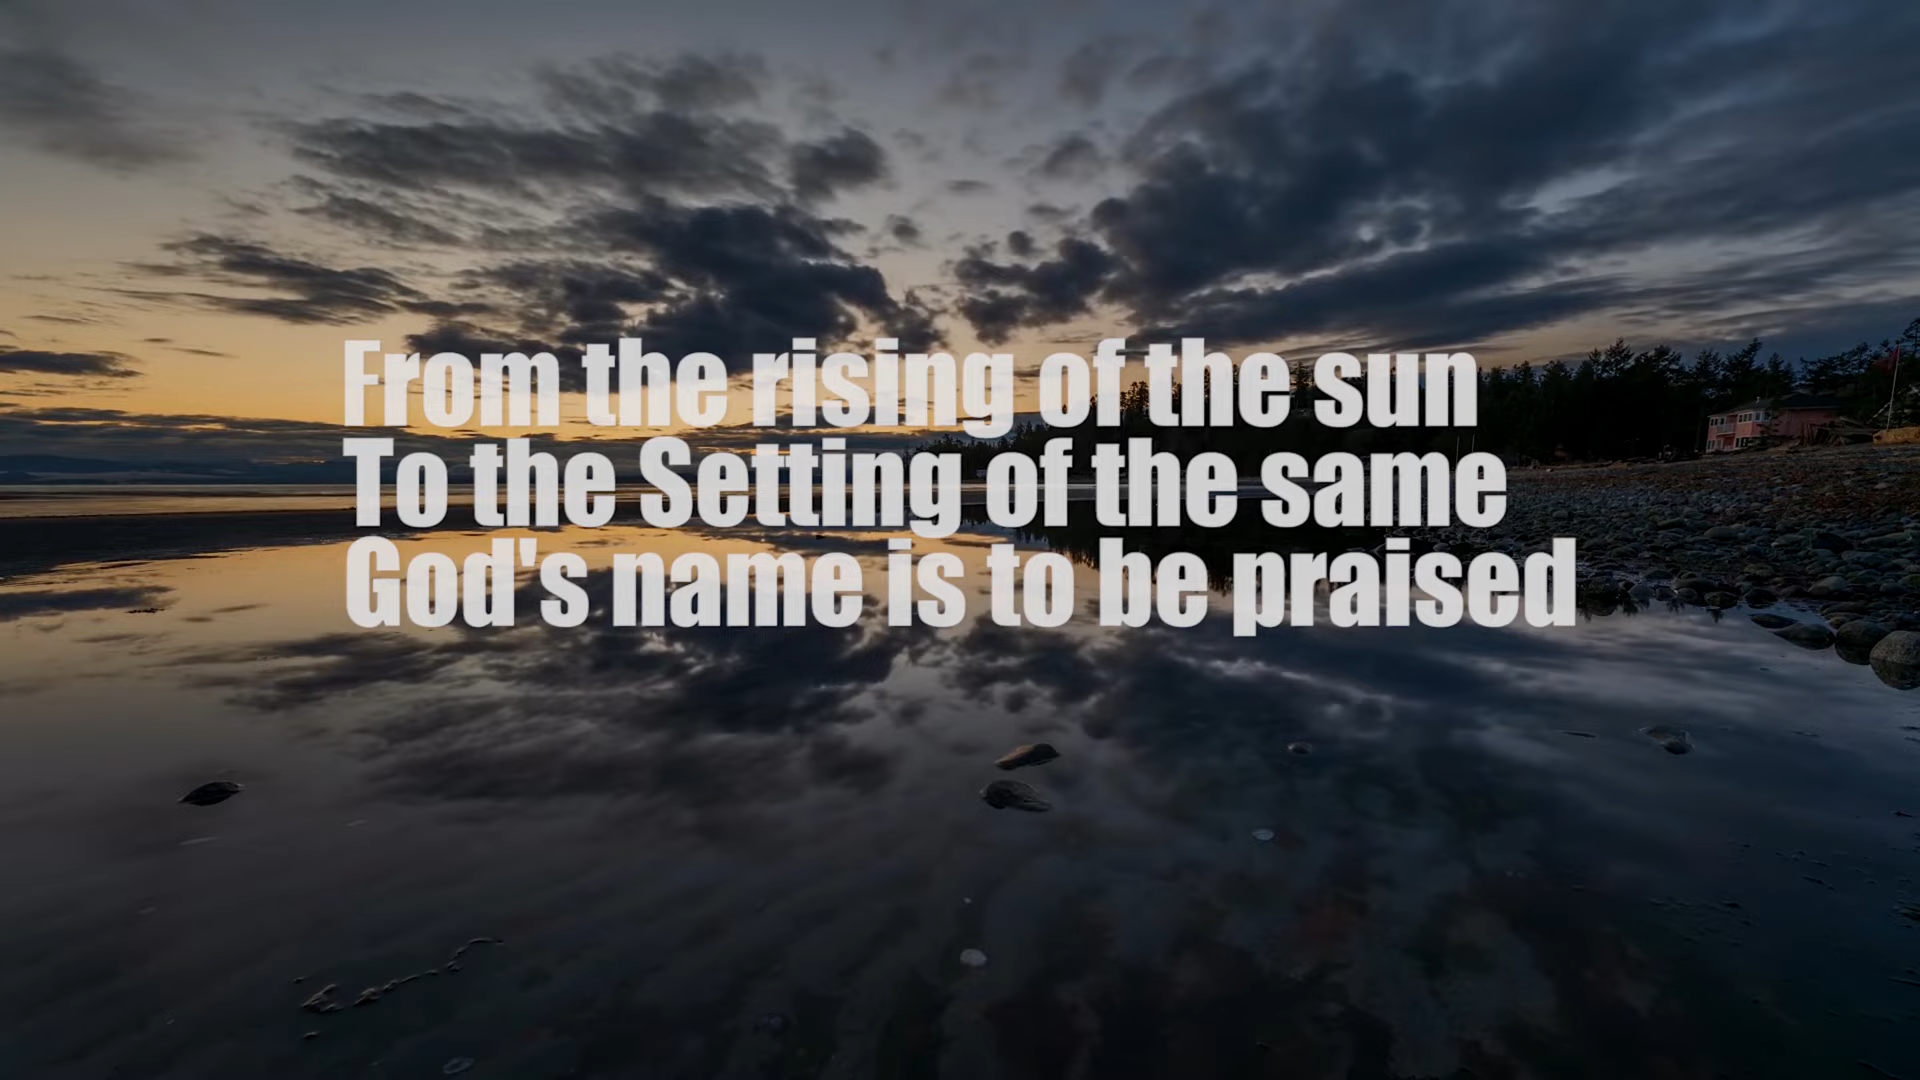 From the rising of the sun
To the Setting of the same
God's name is to be praised